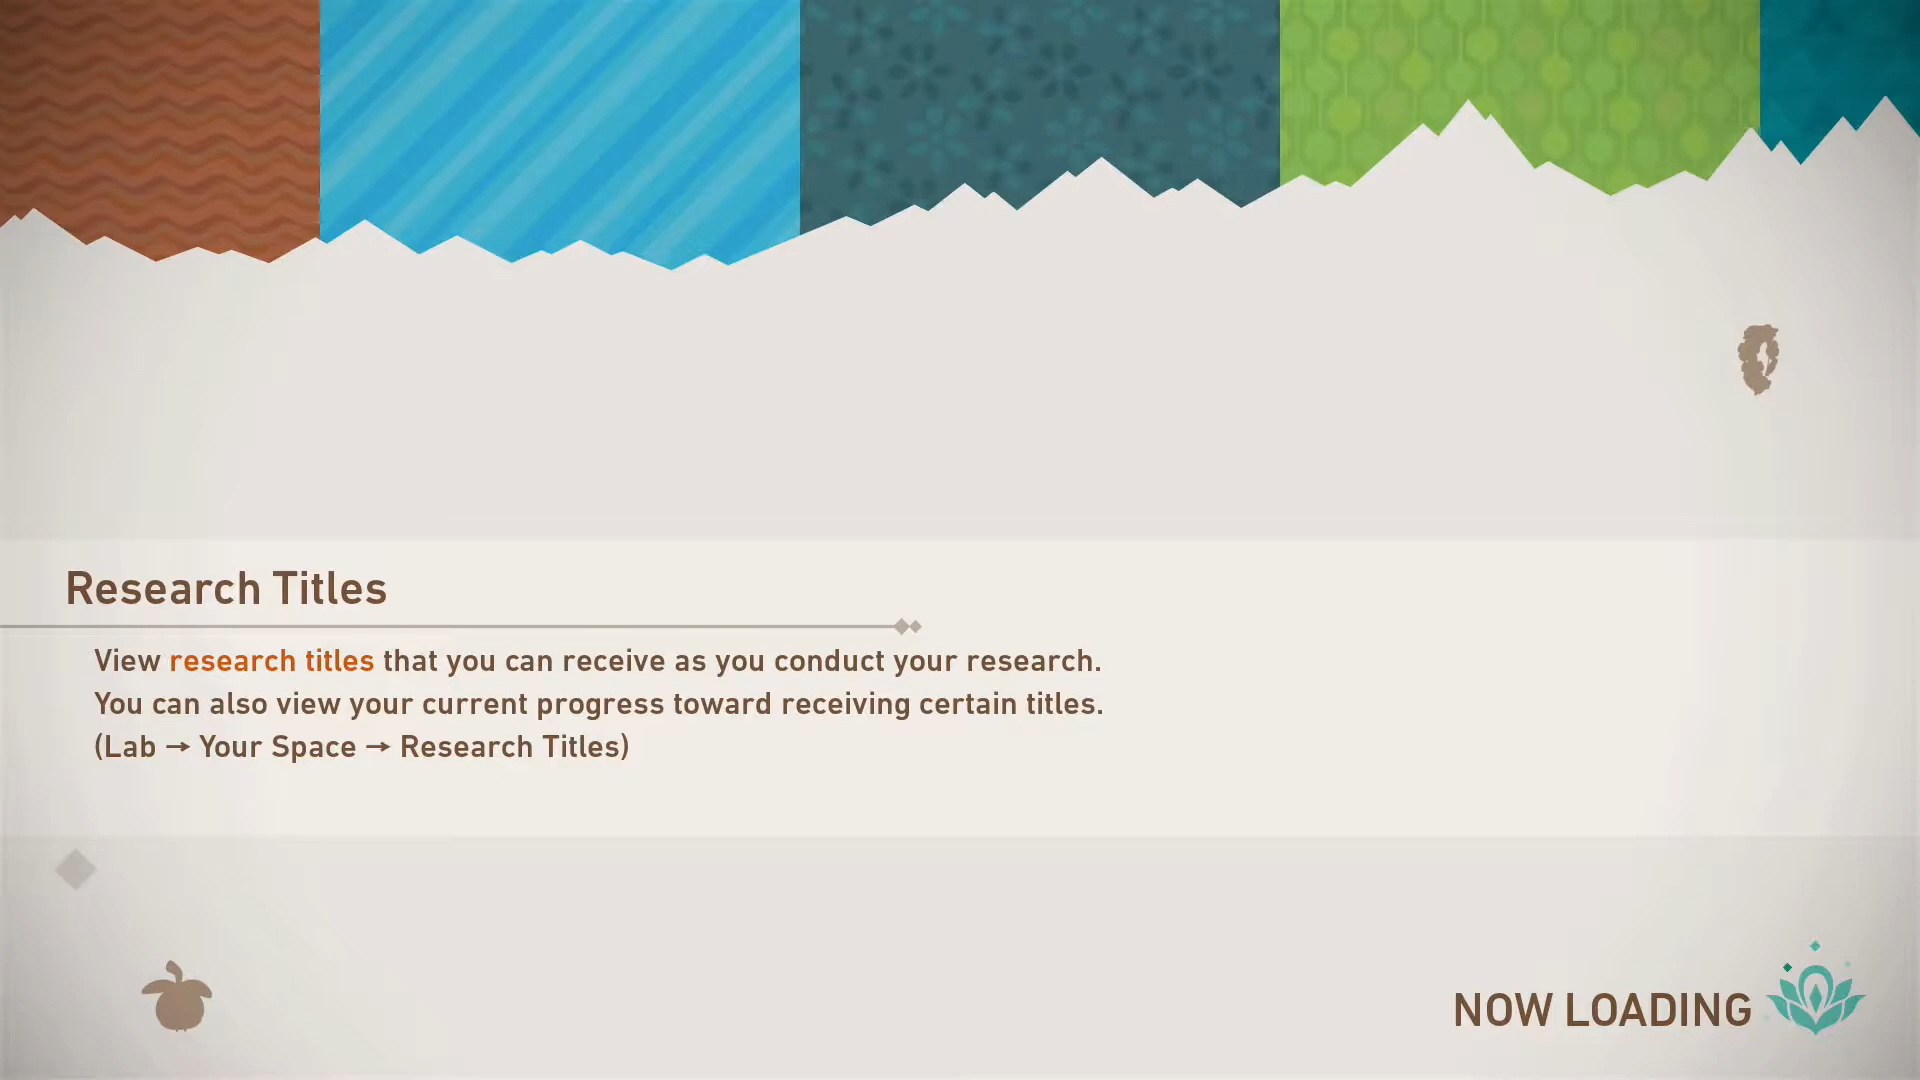 Research Titles
View research titles that you can receive as you conduct your research.
You can also view your current progress toward receiving certain titles.
(Lab → Your Space → Research Titles)
NOW LOADING